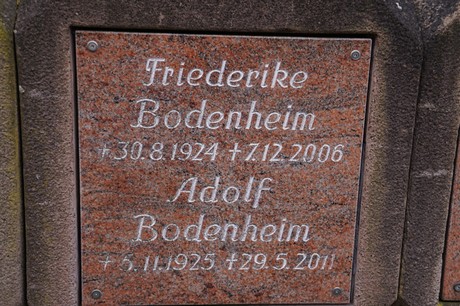 Friederike
Bodenheim
+30.8.1924 +7.12.2006
Adolf
Bodenheim
+5.11.1925 +29.5.2011